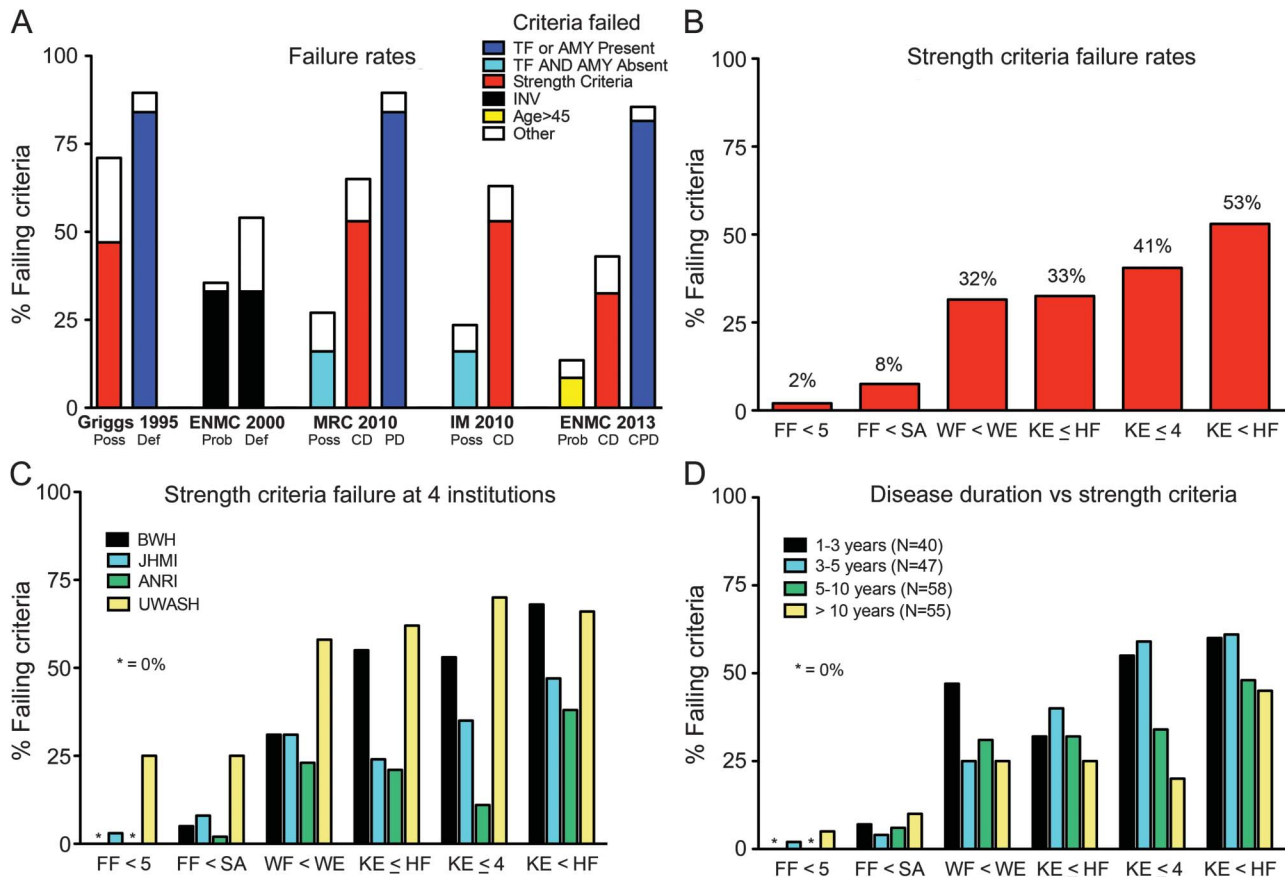 A
Failure rates
Criteria failed
TF or AMY Present
TF AND AMY Absent
Strength Criteria
INV
Age>45
Other
% Failing criteria
100
75
50
25
0
Griggs 1995 ENMC 2000 MRC 2010 IM 2010 ENMC 2013
Poss Def Prob Def Poss CD PD Poss CD Prob CD CPD
B
Strength criteria failure rates
% Failing criteria
100
75
50
25
0
2% 8% 32% 33% 41% 53%
FF < 5 FF < SA WF < WE KE ≤ HF KE ≤ 4 KE < HF
C
Strength criteria failure at 4 institutions
BWH
JHMI
ANRI
UWASH
* = 0%
% Failing criteria
100
75
50
25
0
* *
FF < 5 FF < SA WF < WE KE ≤ HF KE ≤ 4 KE < HF
D
Disease duration vs strength criteria
1-3 years (N=40)
3-5 years (N=47)
5-10 years (N=58)
> 10 years (N=55)
* = 0%
% Failing criteria
100
75
50
25
0
* *
FF < 5 FF < SA WF < WE KE ≤ HF KE ≤ 4 KE < HF